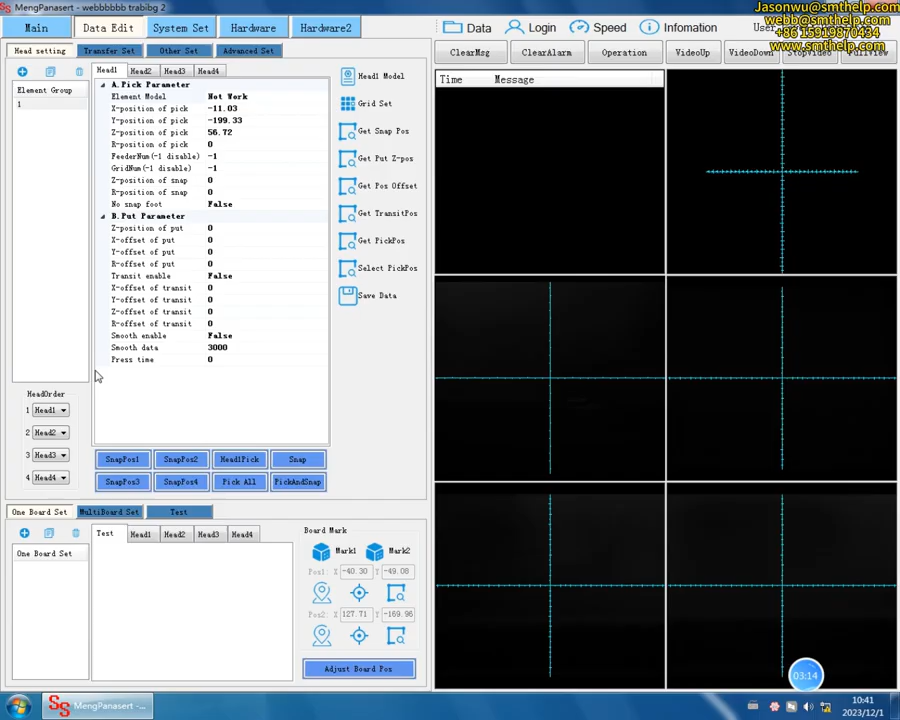 MengPanasert - webbbbbb trabibg 2
Jasonwu@smthelp.com
webb@smthelp.com
+86 15919870434
www.smthelp.com
Main
Data Edit
System Set
Hardware
Hardware2
Data
Login
Speed
Infomation
Head setting
Transfer Set
Other Set
Advanced Set
ClearMsg
ClearAlarm
Operation
VideoUp
VideoDown
StopVideo
Element Group
1
Head1
Head2
Head3
Head4
A.Pick Parameter
Element Model Not Work
X-position of pick -11.03
Y-position of pick -199.33
Z-position of pick 56.72
R-position of pick 0
FeederNum(-1 disable) -1
GridNum(-1 disable) -1
Z-position of snap 0
R-position of snap 0
No snap foot False
B.Put Parameter
Z-position of put 0
X-offset of put 0
Y-offset of put 0
R-offset of put 0
Transit enable False
X-offset of transit 0
Y-offset of transit 0
Z-offset of transit 0
R-offset of transit 0
Smooth enable False
Smooth data 3000
Press time 0
Head1 Model
Grid Set
Get Snap Pos
Get Put Z-pos
Get Pos Offset
Get TransitPos
Get PickPos
Select PickPos
Save Data
Time Message
HeadOrder
1 Head1
2 Head2
3 Head3
4 Head4
SnapPos1
SnapPos2
Head1Pick
Snap
SnapPos3
SnapPos4
Pick All
PickAndSnap
One Board Set
MultiBoard Set
Test
One Board Set
Test
Head1
Head2
Head3
Head4
Board Mark
Mark1
Mark2
Pos1: X -40.30 Y -49.08
Pos2: X 127.71 Y -169.96
Adjust Board Pos
03:14
MengPanasert -...
10:41
2023/12/1